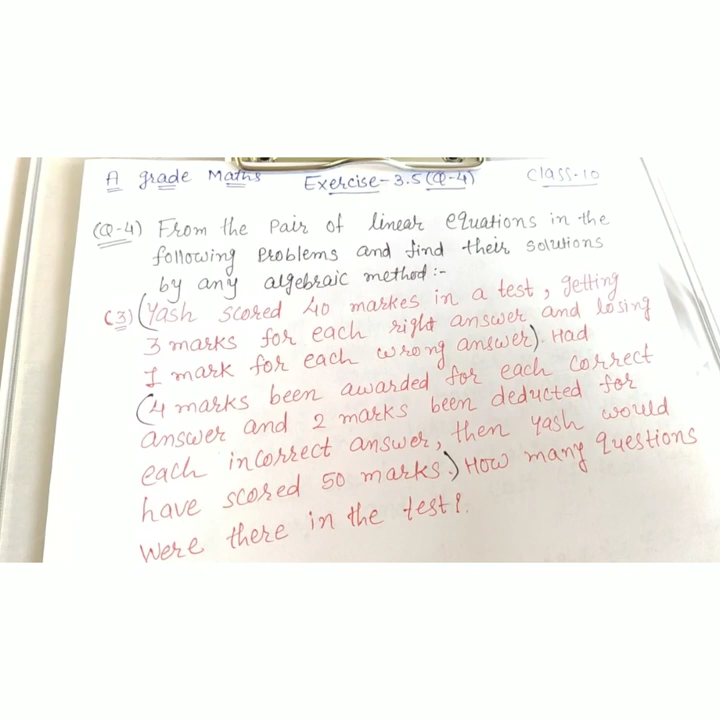 A grade Maths Exercise-3.5(Q-4) Class-10
(Q-4) From the Pair of linear equations in the
following Problems and find their solutions
by any algebraic method:-
(3) (Yash scored 40 markes in a test, getting
3 marks for each right answer and losing
1 mark for each wrong answer). Had
(4 marks been awarded for each correct
answer and 2 marks been deducted for
each incorrect answer, then yash would
have scored 50 marks.) How many questions
were there in the test?